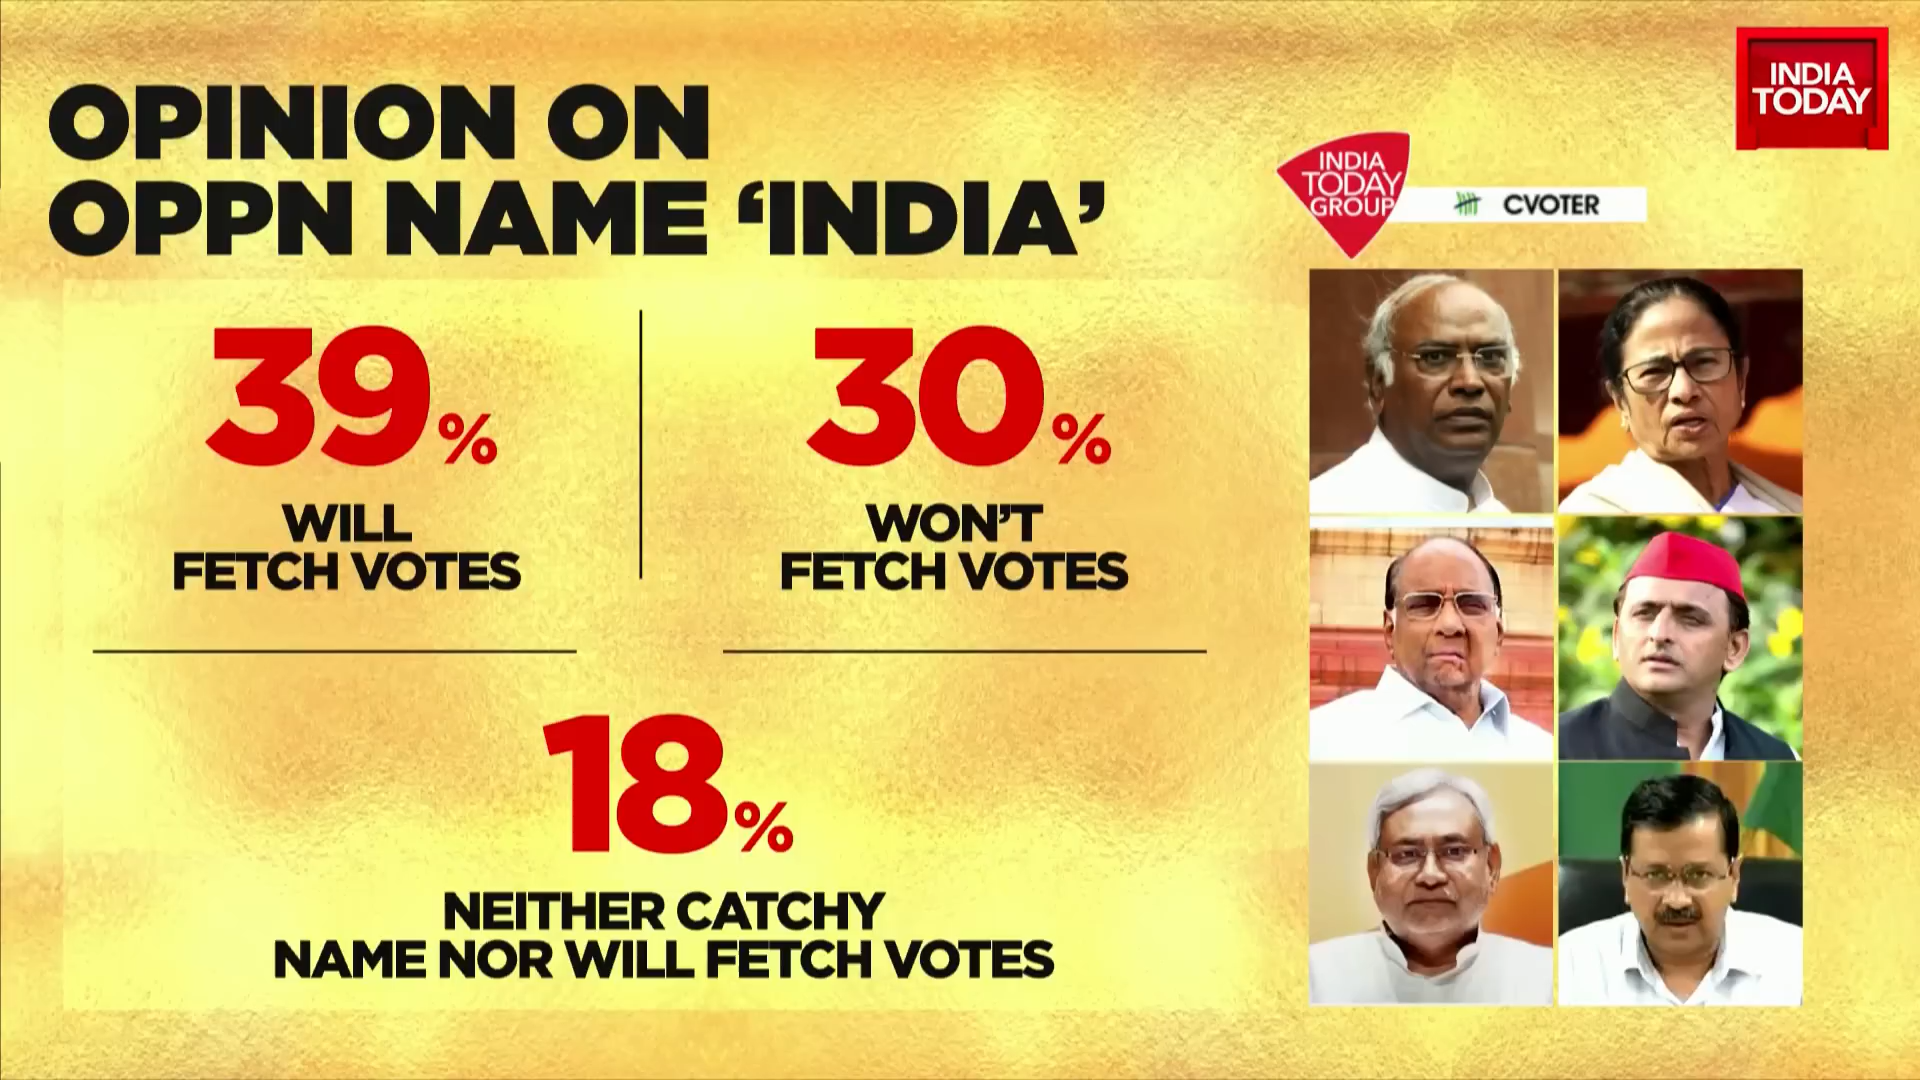 OPINION ON
OPPN NAME ‘INDIA’
INDIA
TODAY
INDIA
TODAY
GROUP
CVOTER
39%
WILL
FETCH VOTES
30%
WON’T
FETCH VOTES
18%
NEITHER CATCHY
NAME NOR WILL FETCH VOTES